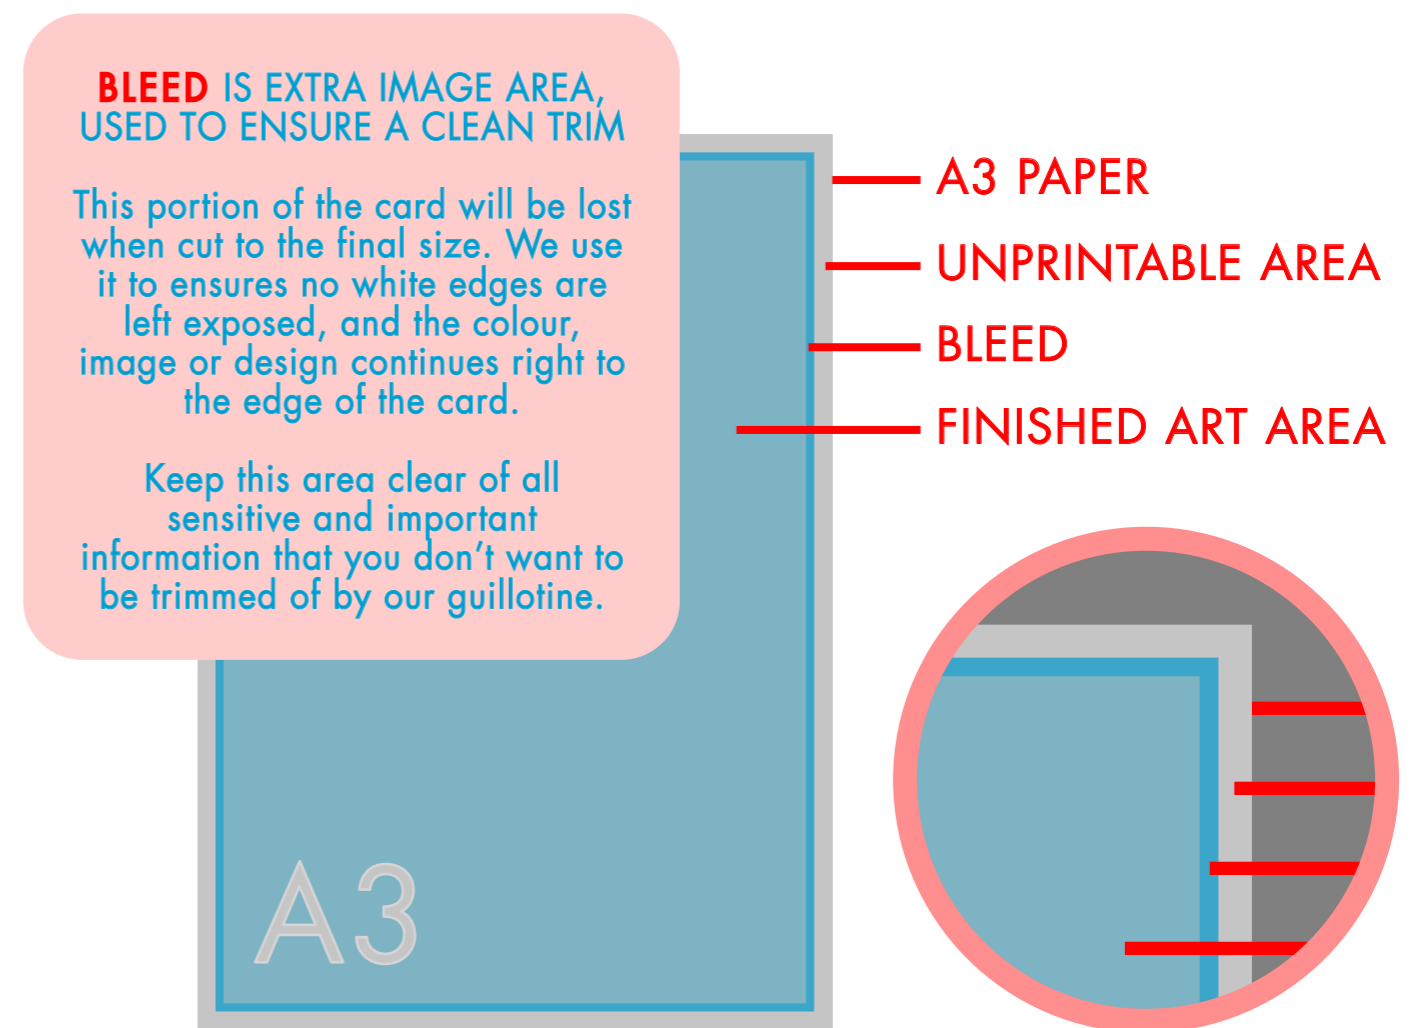 BLEED IS EXTRA IMAGE AREA,
USED TO ENSURE A CLEAN TRIM
This portion of the card will be lost
when cut to the final size. We use
it to ensures no white edges are
left exposed, and the colour,
image or design continues right to
the edge of the card.
Keep this area clear of all
sensitive and important
information that you don't want to
be trimmed of by our guillotine.
A3 PAPER
UNPRINTABLE AREA
BLEED
FINISHED ART AREA
A3